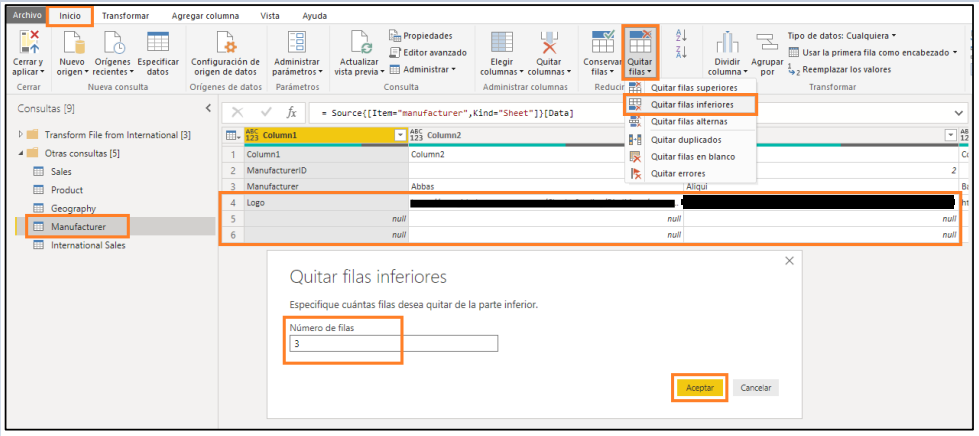 Archivo Inicio Transformar Agregar columna Vista Ayuda
Cerrar y aplicar
Nuevo origen Orígenes recientes Especificar datos
Configuración de origen de datos
Administrar parámetros
Actualizar vista previa
Propiedades
Editor avanzado
Administrar
Elegir columnas Quitar columnas
Conservar filas Quitar filas
Dividir columna Agrupar por
Tipo de datos: Cualquiera
Usar la primera fila como encabezado
Reemplazar los valores
Cerrar Nueva consulta Orígenes de datos Parámetros Consulta Administrar columnas Reducir Transformar
Quitar filas superiores
Quitar filas inferiores
Quitar filas alternas
Quitar duplicados
Quitar filas en blanco
Quitar errores
Consultas [9]
Transform File from International [3]
Otras consultas [5]
Sales
Product
Geography
Manufacturer
International Sales
fx = Source{[Item="manufacturer",Kind="Sheet"]}[Data]
ABC 123 Column1 ABC 123 Column2
1 Column1 Column2
2 ManufacturerID 2
3 Manufacturer Abbas Aliqui
4 Logo
5 null null null
6 null null null
Quitar filas inferiores
Especifique cuántas filas desea quitar de la parte inferior.
Número de filas
3
Aceptar Cancelar